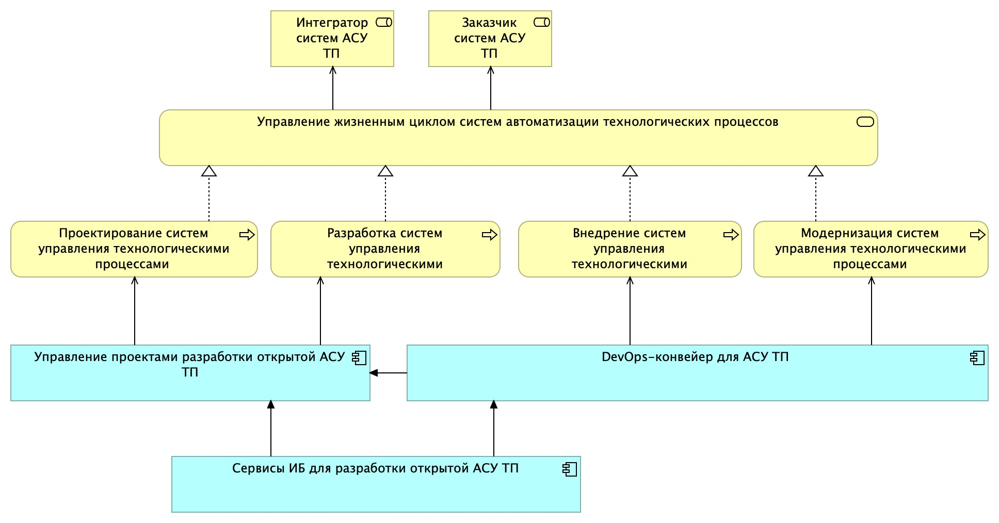 Интегратор
систем АСУ
ТП
Заказчик
систем АСУ
ТП
Управление жизненным циклом систем автоматизации технологических процессов
Проектирование систем
управления технологическими
процессами
Разработка систем
управления
технологическими
Внедрение систем
управления
технологическими
Модернизация систем
управления технологическими
процессами
Управление проектами разработки открытой АСУ
ТП
DevOps-конвейер для АСУ ТП
Сервисы ИБ для разработки открытой АСУ ТП